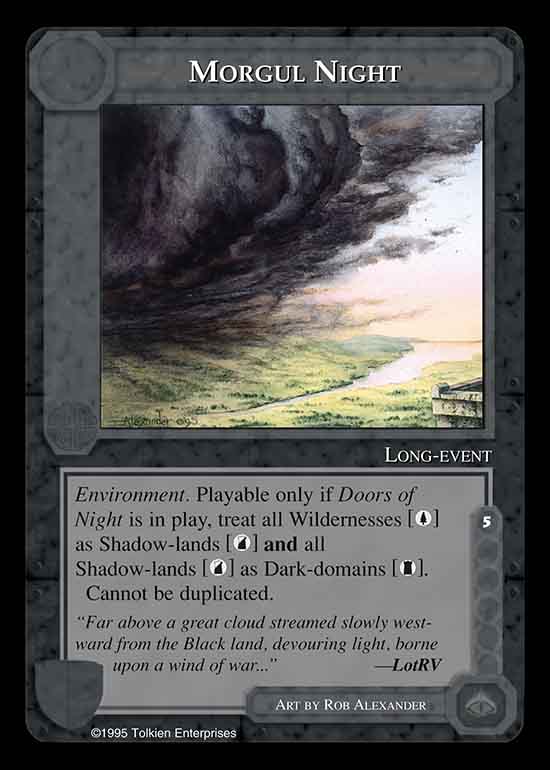 Morgul Night
Alexander ©95
Long-event
Environment. Playable only if Doors of
Night is in play, treat all Wildernesses [ ]
as Shadow-lands [ ] and all
Shadow-lands [ ] as Dark-domains [ ].
Cannot be duplicated.
5
“Far above a great cloud streamed slowly west-
ward from the Black land, devouring light, borne
upon a wind of war...” —LotRV
Art by Rob Alexander
©1995 Tolkien Enterprises